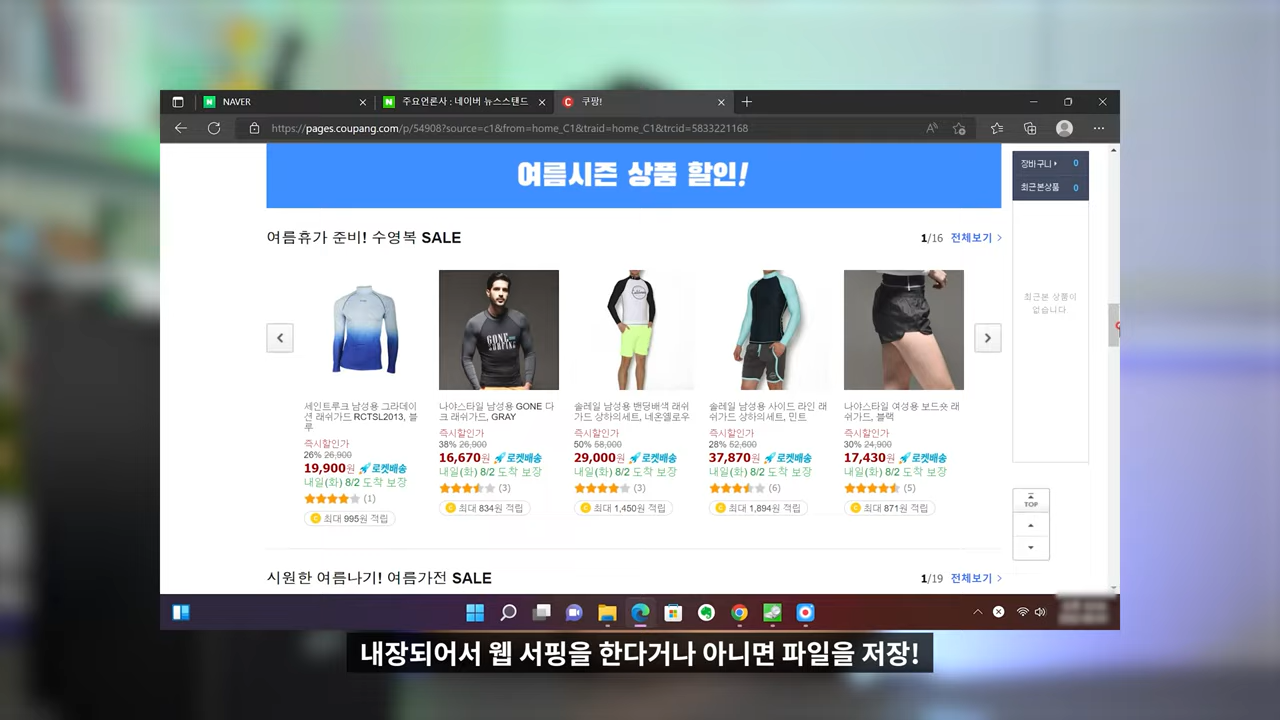 NAVER
주요언론사 : 네이버 뉴스스탠드
쿠팡!
https://pages.coupang.com/p/54908?source=c1&from=home_C1&traid=home_C1&trcid=5833221168
여름시즌 상품 할인!
장바구니 0
최근본상품 0
최근본 상품이
없습니다
여름휴가 준비! 수영복 SALE
1/16 전체보기
세인트루크 남성용 그라데이
션 래쉬가드 RCTSL2013, 블
루
즉시할인가
26% 26,900
19,900원 로켓배송
내일(화) 8/2 도착 보장
(1)
최대 995원 적립
나야스타일 남성용 GONE 다
크 래쉬가드, GRAY
즉시할인가
38% 26,900
16,670원 로켓배송
내일(화) 8/2 도착 보장
(3)
최대 834원 적립
솔레일 남성용 밴딩배색 래쉬
가드 상하의세트, 네온옐로우
즉시할인가
50% 58,000
29,000원 로켓배송
내일(화) 8/2 도착 보장
(3)
최대 1,450원 적립
솔레일 남성용 사이드 라인 래
쉬가드 상하의세트, 민트
즉시할인가
28% 52,600
37,870원 로켓배송
내일(화) 8/2 도착 보장
(6)
최대 1,894원 적립
나야스타일 여성용 보드숏 래
쉬가드, 블랙
즉시할인가
30% 24,900
17,430원 로켓배송
내일(화) 8/2 도착 보장
(5)
최대 871원 적립
TOP
시원한 여름나기! 여름가전 SALE
1/19 전체보기
내장되어서 웹 서핑을 한다거나 아니면 파일을 저장!